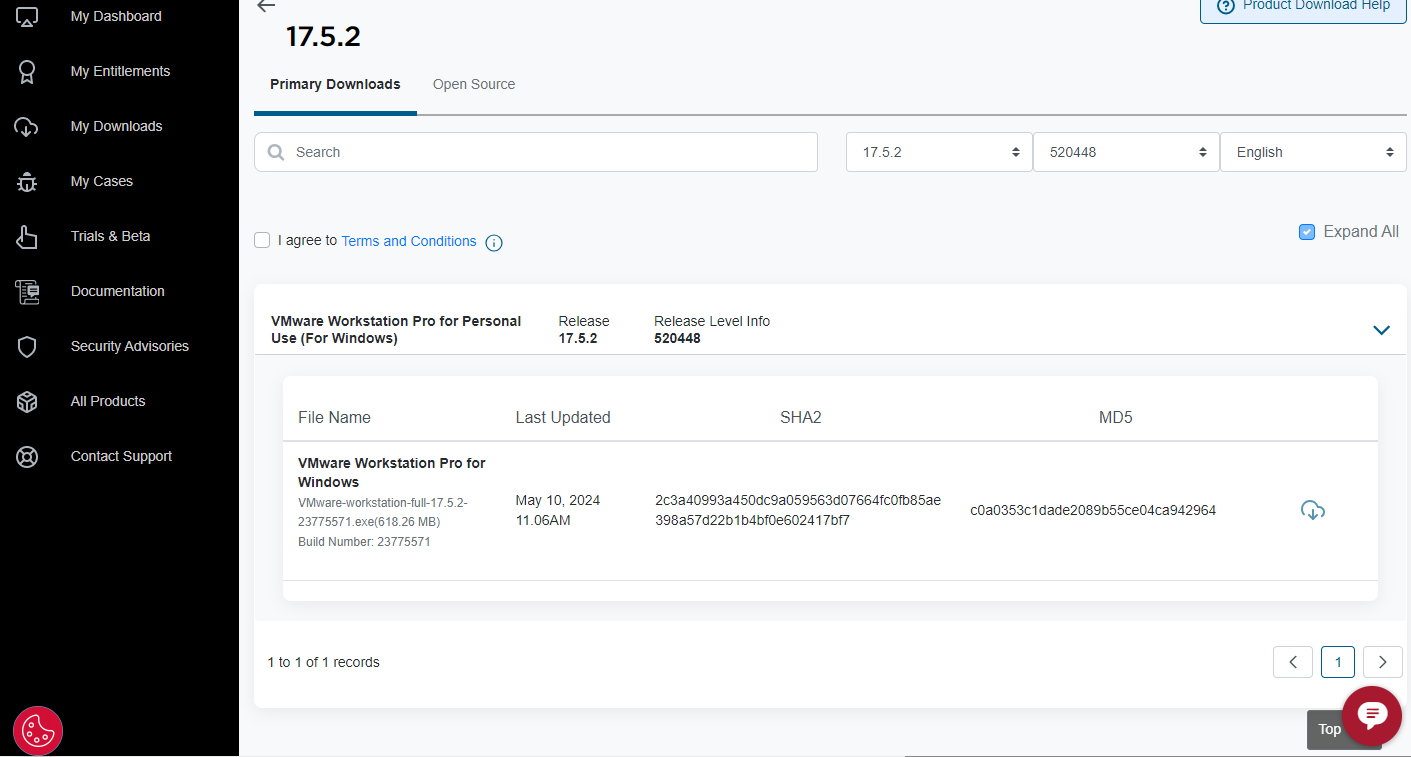 My Dashboard
My Entitlements
My Downloads
My Cases
Trials & Beta
Documentation
Security Advisories
All Products
Contact Support
Product Download Help
17.5.2
Primary Downloads
Open Source
Search
17.5.2
520448
English
I agree to Terms and Conditions
Expand All
VMware Workstation Pro for Personal
Use (For Windows)
Release
17.5.2
Release Level Info
520448
File Name
Last Updated
SHA2
MD5
VMware Workstation Pro for
Windows
VMware-workstation-full-17.5.2-
23775571.exe(618.26 MB)
Build Number: 23775571
May 10, 2024
11.06AM
2c3a40993a450dc9a059563d07664fc0fb85ae
398a57d22b1b4bf0e602417bf7
c0a0353c1dade2089b55ce04ca942964
1 to 1 of 1 records
1
Top